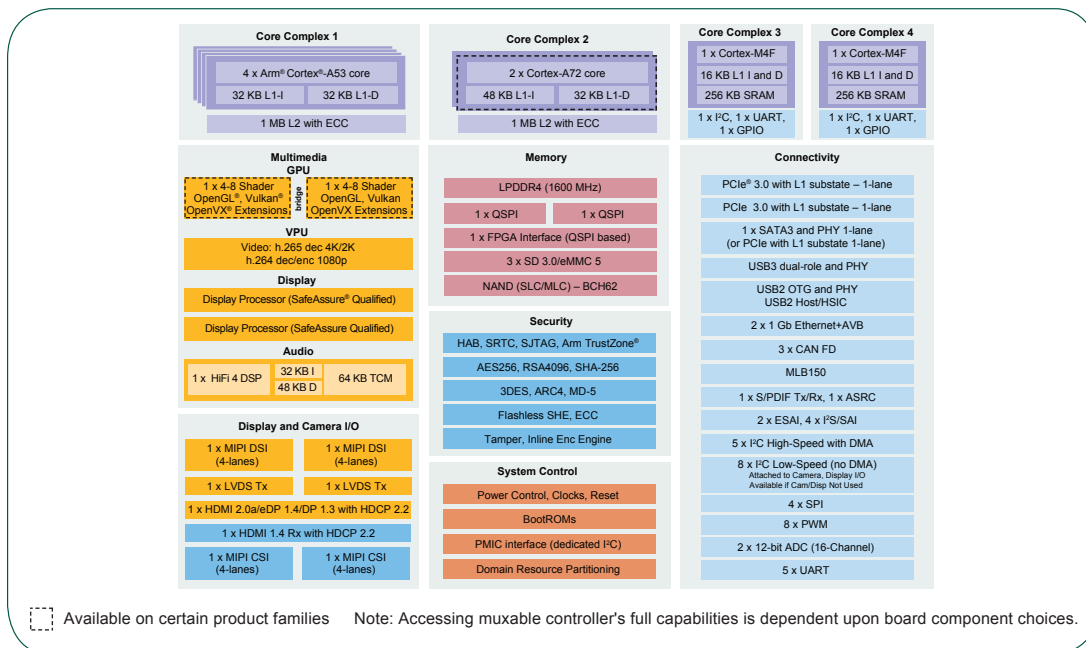 Core Complex 1
4 x Arm® Cortex®-A53 core
32 KB L1-I
32 KB L1-D
1 MB L2 with ECC
Core Complex 2
2 x Cortex-A72 core
48 KB L1-I
32 KB L1-D
1 MB L2 with ECC
Core Complex 3
1 x Cortex-M4F
16 KB L1 I and D
256 KB SRAM
1 x I²C, 1 x UART,
1 x GPIO
Core Complex 4
1 x Cortex-M4F
16 KB L1 I and D
256 KB SRAM
1 x I²C, 1 x UART,
1 x GPIO
Multimedia
GPU
1 x 4-8 Shader
OpenGL®, Vulkan®
OpenVX® Extensions
bridge
1 x 4-8 Shader
OpenGL, Vulkan
OpenVX Extensions
VPU
Video: h.265 dec 4K/2K
h.264 dec/enc 1080p
Display
Display Processor (SafeAssure® Qualified)
Display Processor (SafeAssure Qualified)
Audio
1 x HiFi 4 DSP
32 KB I
48 KB D
64 KB TCM
Display and Camera I/O
1 x MIPI DSI
(4-lanes)
1 x MIPI DSI
(4-lanes)
1 x LVDS Tx
1 x LVDS Tx
1 x HDMI 2.0a/eDP 1.4/DP 1.3 with HDCP 2.2
1 x HDMI 1.4 Rx with HDCP 2.2
1 x MIPI CSI
(4-lanes)
1 x MIPI CSI
(4-lanes)
Memory
LPDDR4 (1600 MHz)
1 x QSPI
1 x QSPI
1 x FPGA Interface (QSPI based)
3 x SD 3.0/eMMC 5
NAND (SLC/MLC) – BCH62
Security
HAB, SRTC, SJTAG, Arm TrustZone®
AES256, RSA4096, SHA-256
3DES, ARC4, MD-5
Flashless SHE, ECC
Tamper, Inline Enc Engine
System Control
Power Control, Clocks, Reset
BootROMs
PMIC interface (dedicated I²C)
Domain Resource Partitioning
Connectivity
PCIe® 3.0 with L1 substate – 1-lane
PCIe 3.0 with L1 substate – 1-lane
1 x SATA3 and PHY 1-lane
(or PCIe with L1 substate 1-lane)
USB3 dual-role and PHY
USB2 OTG and PHY
USB2 Host/HSIC
2 x 1 Gb Ethernet+AVB
3 x CAN FD
MLB150
1 x S/PDIF Tx/Rx, 1 x ASRC
2 x ESAI, 4 x I²S/SAI
5 x I²C High-Speed with DMA
8 x I²C Low-Speed (no DMA)
Attached to Camera, Display I/O
Available if Cam/Disp Not Used
4 x SPI
8 x PWM
2 x 12-bit ADC (16-Channel)
5 x UART
Available on certain product families
Note: Accessing muxable controller's full capabilities is dependent upon board component choices.